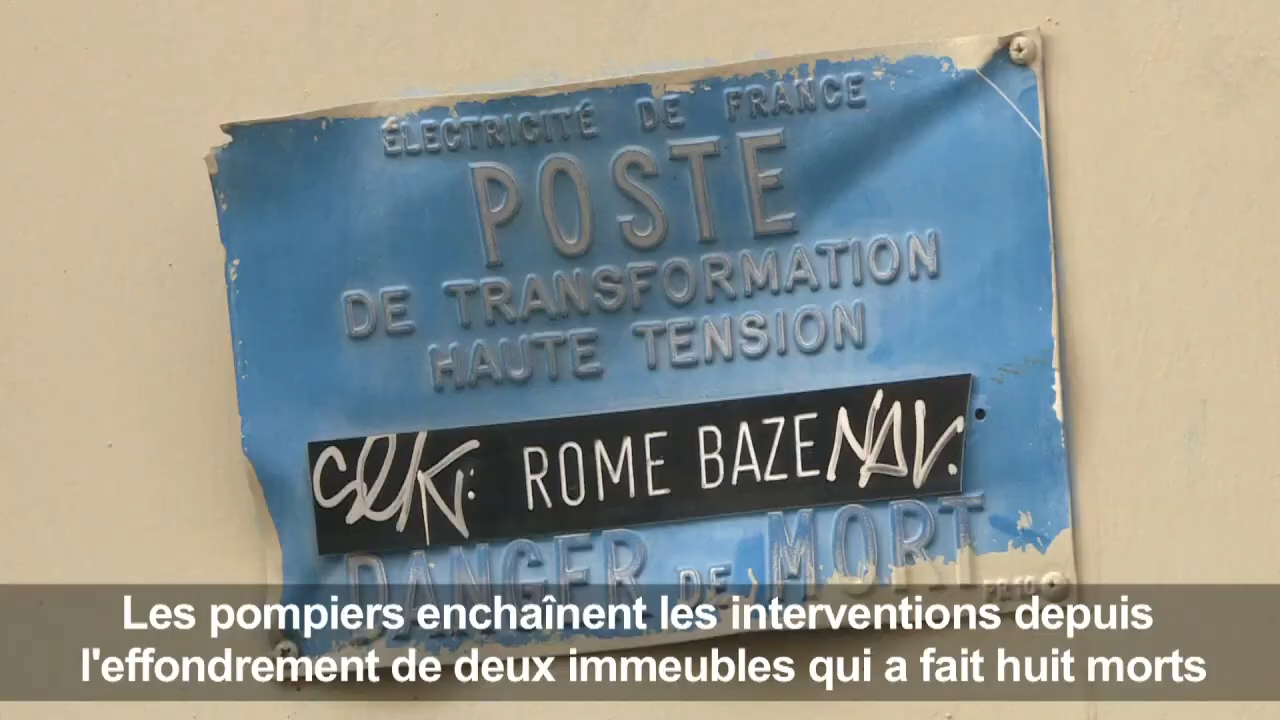 ÉLECTRICITÉ DE FRANCE
POSTE
DE TRANSFORMATION
HAUTE TENSION
ROME BAZE
DANGER DE MORT
Les pompiers enchaînent les interventions depuis
l'effondrement de deux immeubles qui a fait huit morts